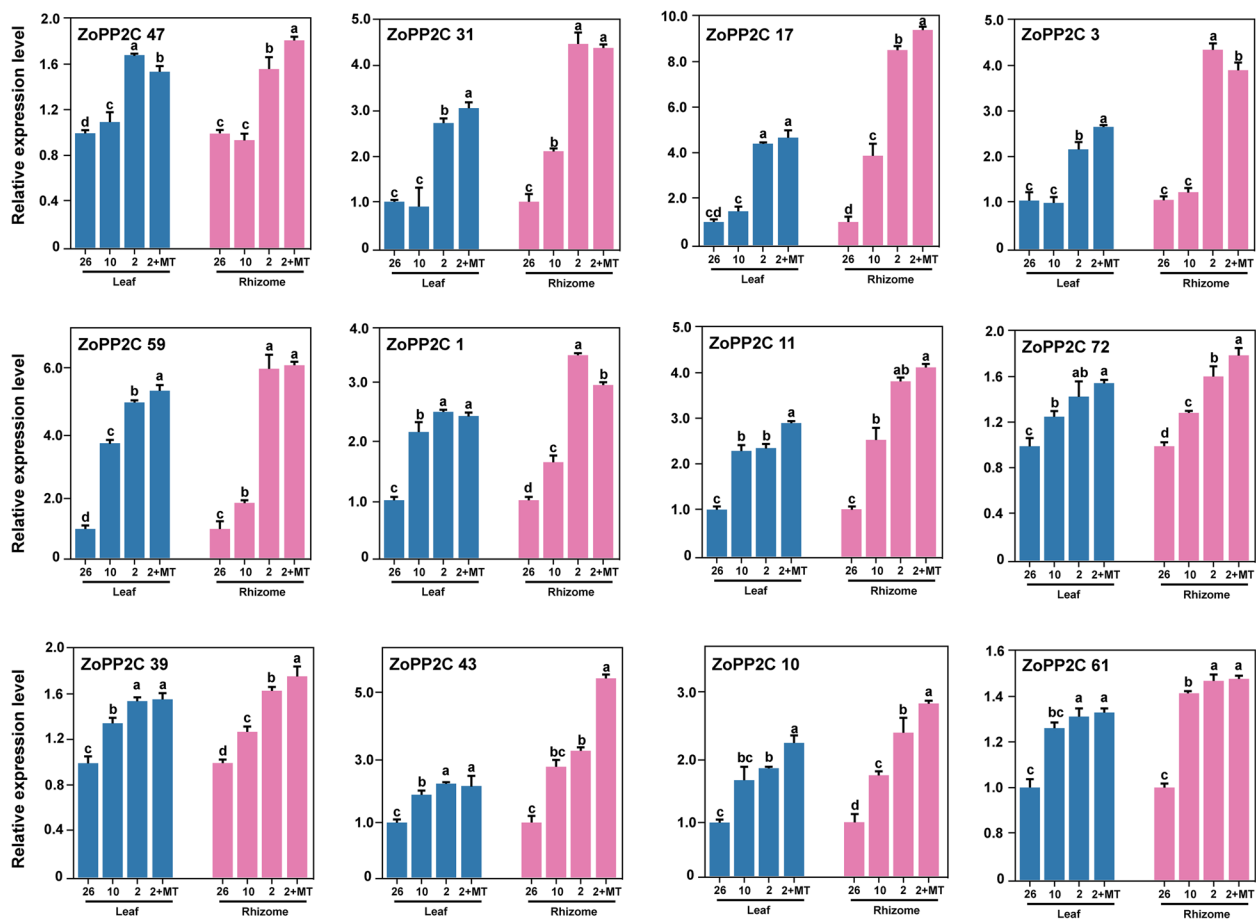 Relative expression level
ZoPP2C 47
2.0
1.6
1.2
0.8
0.4
0
d c a b c c b a
26 10 2 2+MT 26 10 2 2+MT
Leaf Rhizome
ZoPP2C 31
5.0
4.0
3.0
2.0
1.0
0
c c b a c b a a
26 10 2 2+MT 26 10 2 2+MT
Leaf Rhizome
ZoPP2C 17
10.0
8.0
6.0
4.0
2.0
0
cd c a a d c b a
26 10 2 2+MT 26 10 2 2+MT
Leaf Rhizome
ZoPP2C 3
5.0
4.0
3.0
2.0
1.0
0
c c b a c c a b
26 10 2 2+MT 26 10 2 2+MT
Leaf Rhizome
Relative expression level
ZoPP2C 59
6.0
4.0
2.0
0
d c b a c b a a
26 10 2 2+MT 26 10 2 2+MT
Leaf Rhizome
ZoPP2C 1
4.0
3.0
2.0
1.0
0
c b a a d c a b
26 10 2 2+MT 26 10 2 2+MT
Leaf Rhizome
ZoPP2C 11
5.0
4.0
3.0
2.0
1.0
0
c b b a c b ab a
26 10 2 2+MT 26 10 2 2+MT
Leaf Rhizome
ZoPP2C 72
2.0
1.6
1.2
0.8
0.4
0
c b ab a d c b a
26 10 2 2+MT 26 10 2 2+MT
Leaf Rhizome
Relative expression level
ZoPP2C 39
2.0
1.6
1.2
0.8
0.4
0
c b a a d c b a
26 10 2 2+MT 26 10 2 2+MT
Leaf Rhizome
ZoPP2C 43
5.0
3.0
1.0
0
c b a a c bc b a
26 10 2 2+MT 26 10 2 2+MT
Leaf Rhizome
ZoPP2C 10
3.0
2.0
1.0
0
c bc b a d c b a
26 10 2 2+MT 26 10 2 2+MT
Leaf Rhizome
ZoPP2C 61
1.6
1.4
1.2
1.0
0.8
0
c bc a a c b a a
26 10 2 2+MT 26 10 2 2+MT
Leaf Rhizome